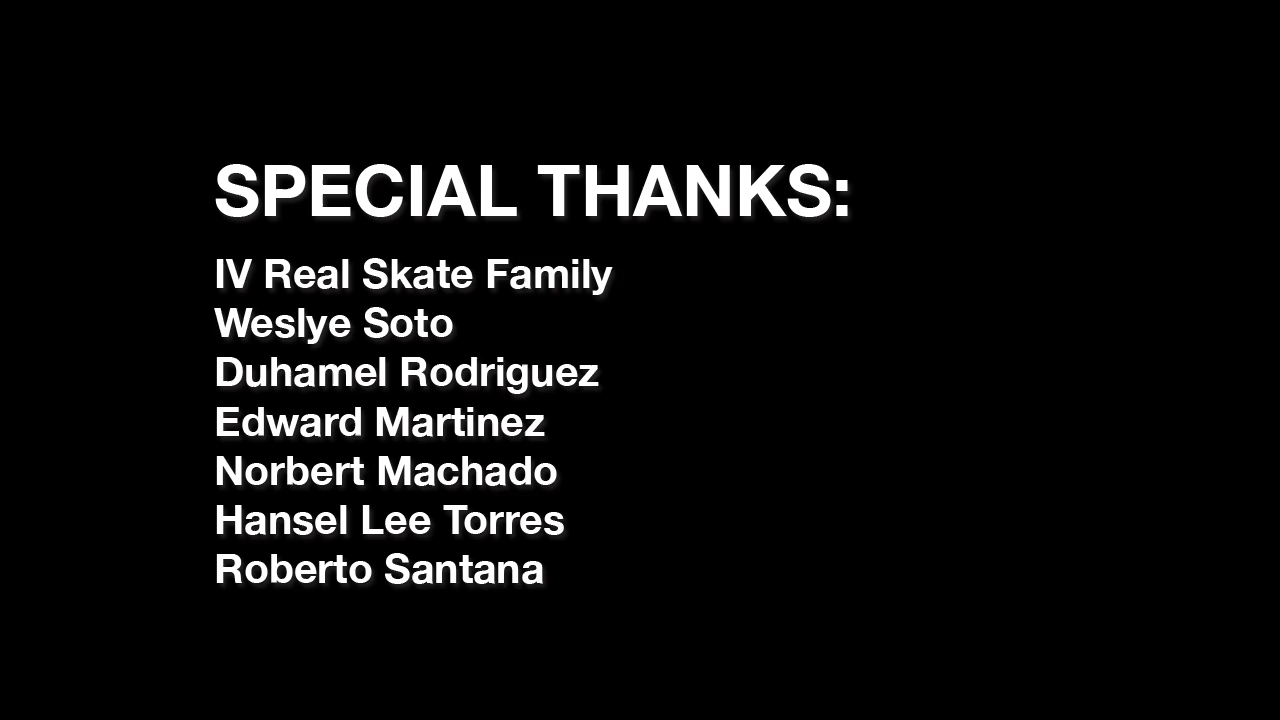 SPECIAL THANKS:
IV Real Skate Family
Weslye Soto
Duhamel Rodriguez
Edward Martinez
Norbert Machado
Hansel Lee Torres
Roberto Santana